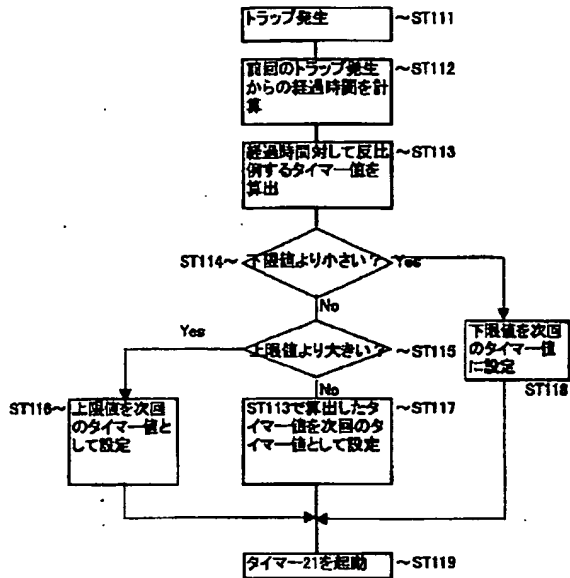 トラップ発生 ~ST111
前回のトラップ発生 ~ST112
からの経過時間を計
算
経過時間対して反比 ~ST113
例するタイマー値を
算出
ST114~ 下限値より小さい? Yes
No
Yes 上限値より大きい? ~ST115
No
下限値を次回
のタイマー値
に設定
ST118
ST116~ 上限値を次回
のタイマー値と
して設定
ST113で算出したタ ~ST117
イマー値を次回のタ
イマー値として設定
タイマー21を起動 ~ST119